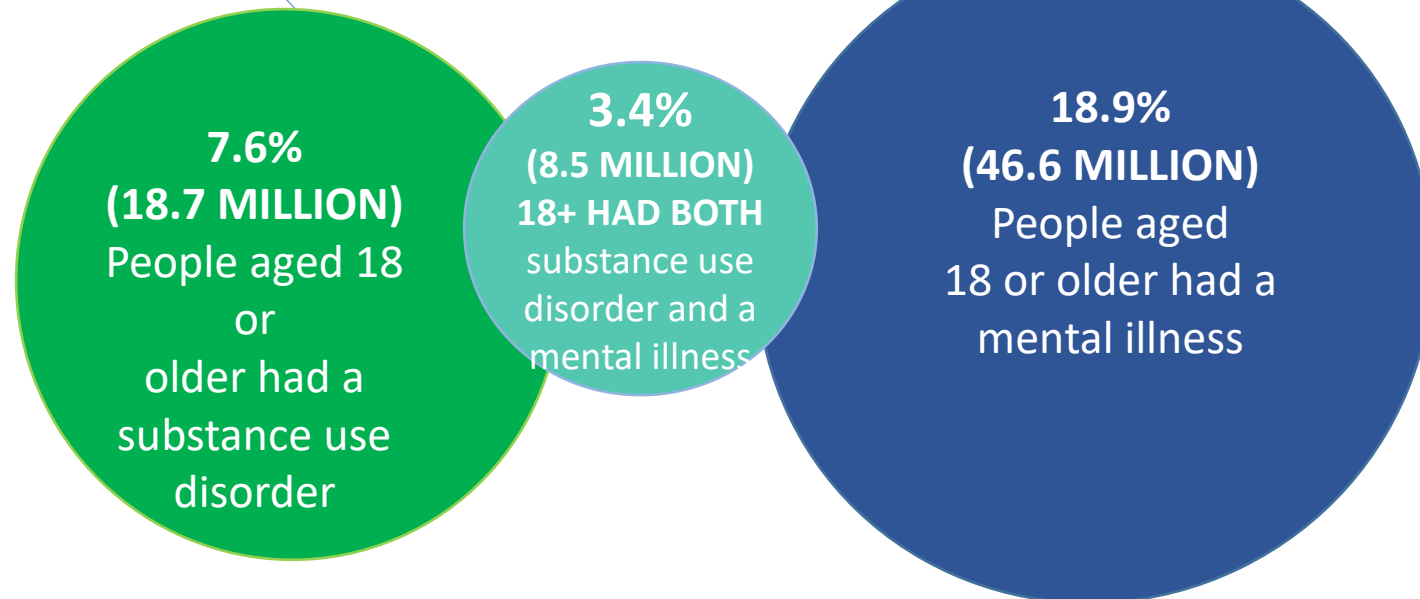 7.6%
(18.7 MILLION)
People aged 18
or
older had a
substance use
disorder
3.4%
(8.5 MILLION)
18+ HAD BOTH
substance use
disorder and a
mental illness
18.9%
(46.6 MILLION)
People aged
18 or older had a
mental illness